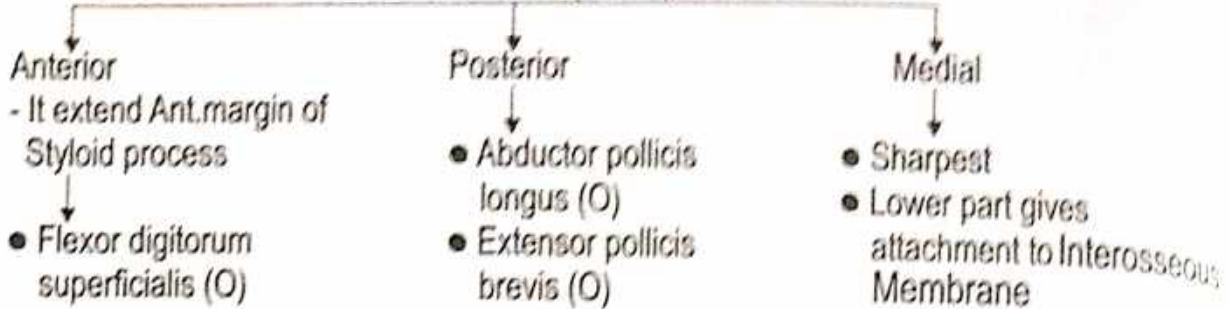 Anterior
- It extend Ant.margin of
Styloid process
● Flexor digitorum
superficialis (O)
Posterior
● Abductor pollicis
longus (O)
● Extensor pollicis
brevis (O)
Medial
● Sharpest
● Lower part gives
attachment to Interosseous
Membrane